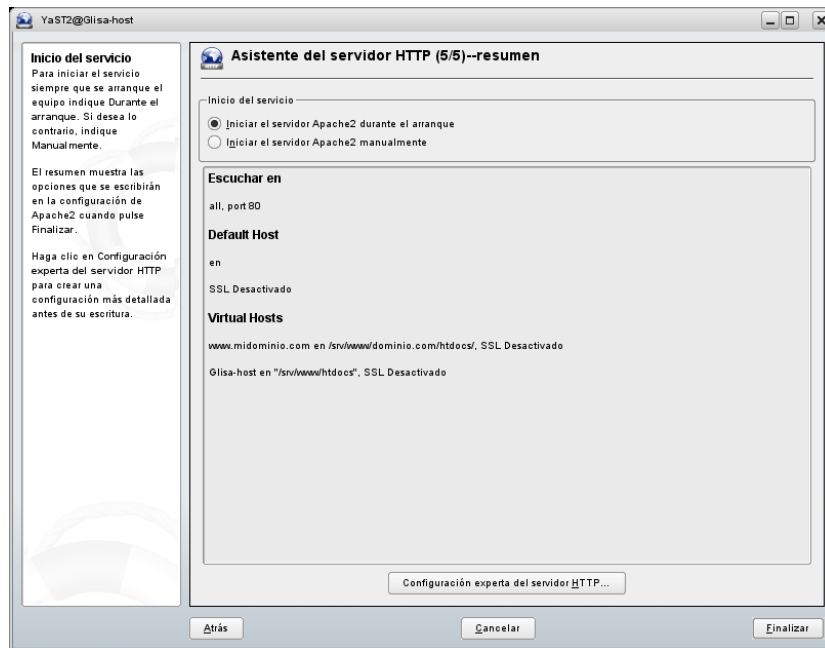 YaST2@Glisa-host
Inicio del servicio
Para iniciar el servicio
siempre que se arranque el
equipo indique Durante el
arranque. Si desea lo
contrario, indique
Manualmente.
El resumen muestra las
opciones que se escribirán
en la configuración de
Apache2 cuando pulse
Finalizar.
Haga clic en Configuración
experta del servidor HTTP
para crear una
configuración más detallada
antes de su escritura.
HTTP
Asistente del servidor HTTP (5/5)--resumen
Inicio del servicio
Iniciar el servidor Apache2 durante el arranque
Iniciar el servidor Apache2 manualmente
Escuchar en
all, port 80
Default Host
en
SSL Desactivado
Virtual Hosts
www.midominio.com en /srv/www/dominio.com/htdocs/, SSL Desactivado
Glisa-host en "/srv/www/htdocs", SSL Desactivado
Configuración experta del servidor HTTP...
Atrás
Cancelar
Finalizar